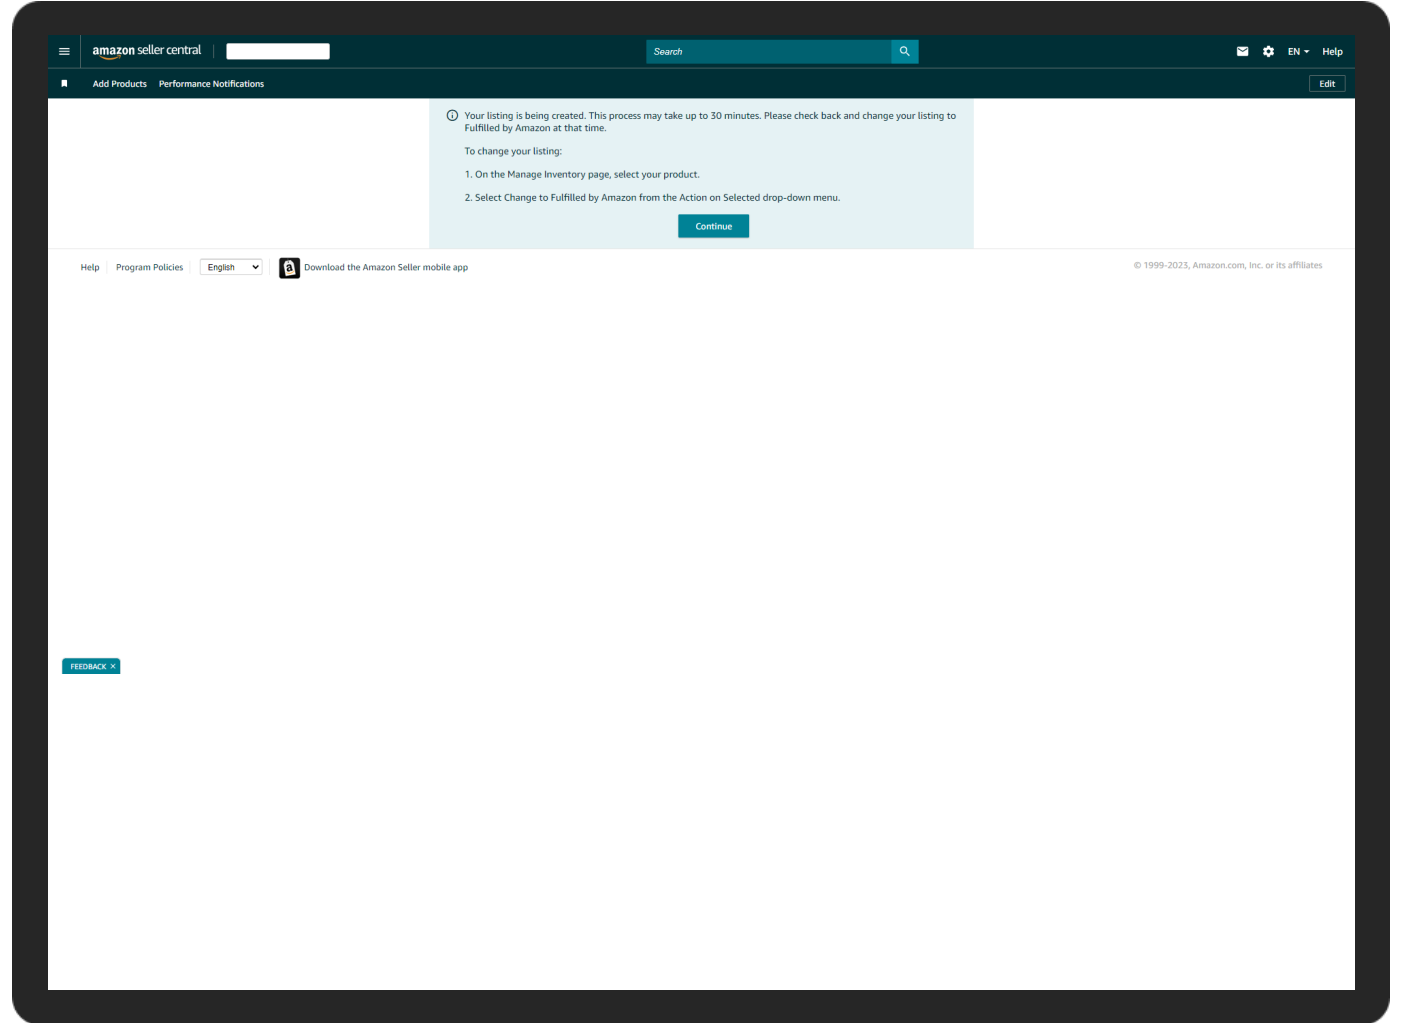 amazon seller central
Search
EN
Help
Add Products
Performance Notifications
Edit
Your listing is being created. This process may take up to 30 minutes. Please check back and change your listing to
Fulfilled by Amazon at that time.
To change your listing:
1. On the Manage Inventory page, select your product.
2. Select Change to Fulfilled by Amazon from the Action on Selected drop-down menu.
Continue
Help
Program Policies
English
a
Download the Amazon Seller mobile app
© 1999-2023, Amazon.com, Inc. or its affiliates
FEEDBACK ×